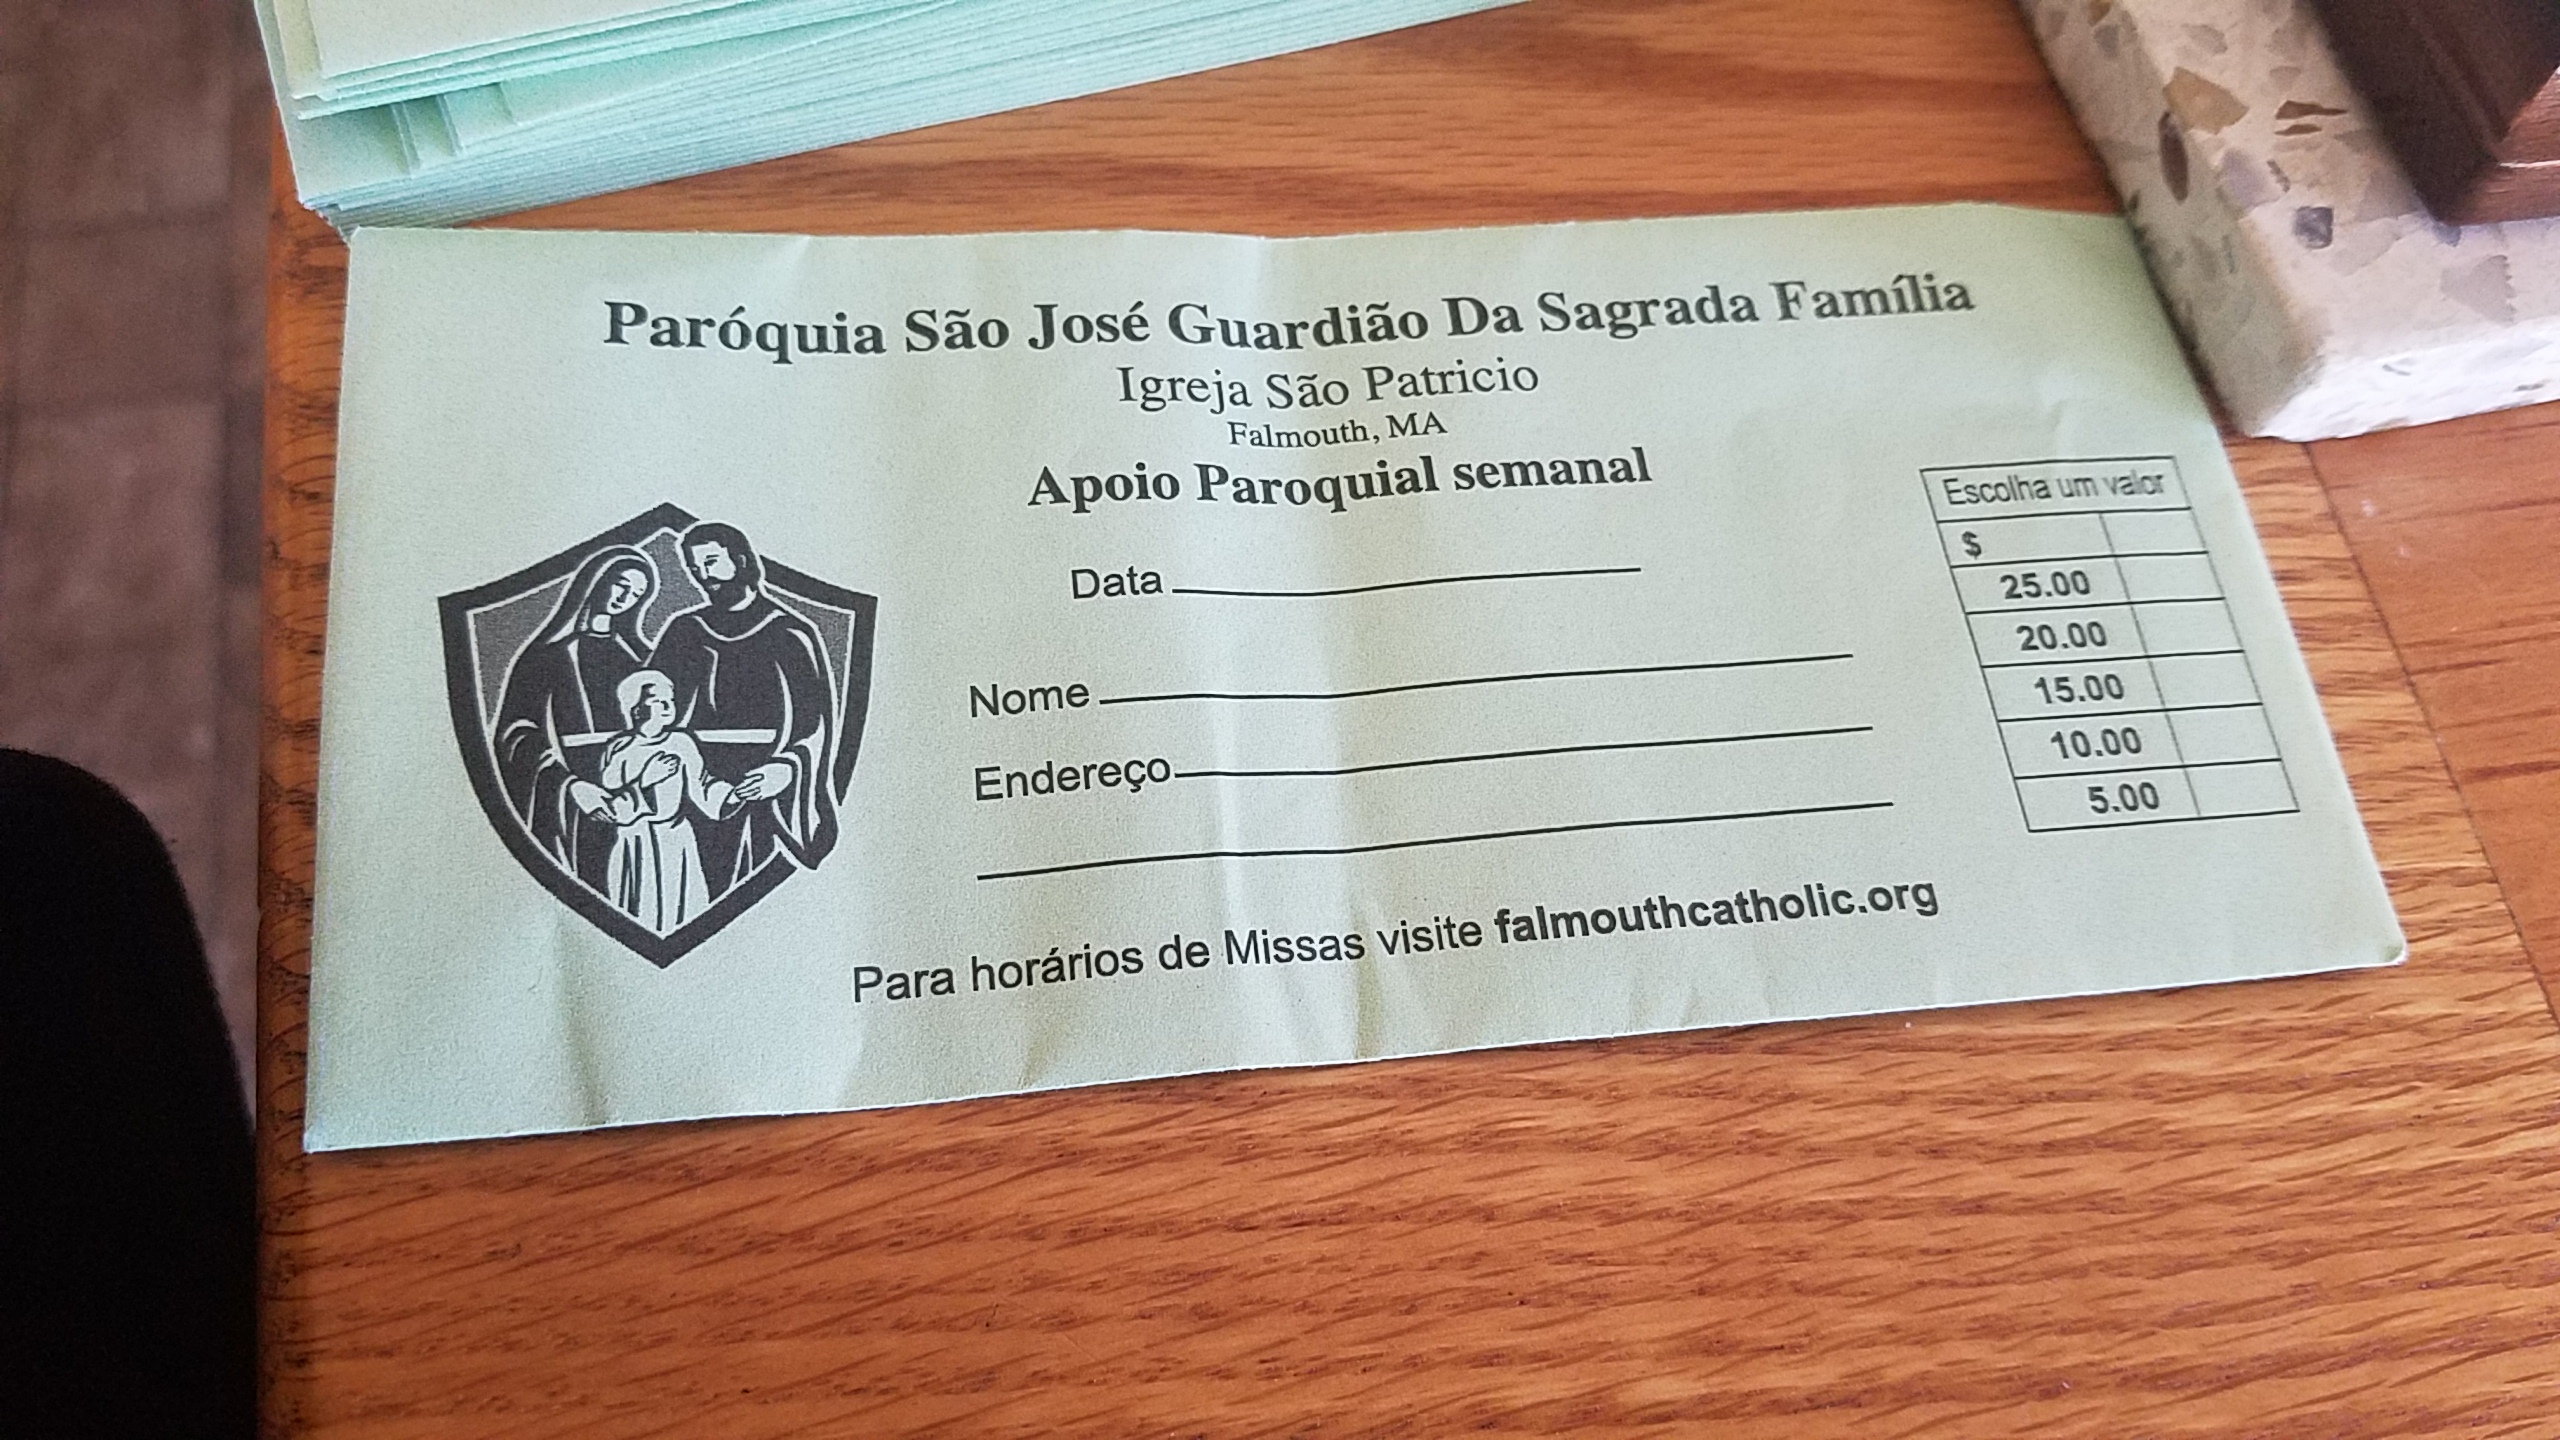 Paróquia São José Guardião Da Sagrada Família
Igreja São Patricio
Falmouth, MA
Apoio Paroquial semanal
Data
Nome
Endereço
Para horários de Missas visite falmouthcatholic.org
Escolha um valor
$
25.00
20.00
15.00
10.00
5.00